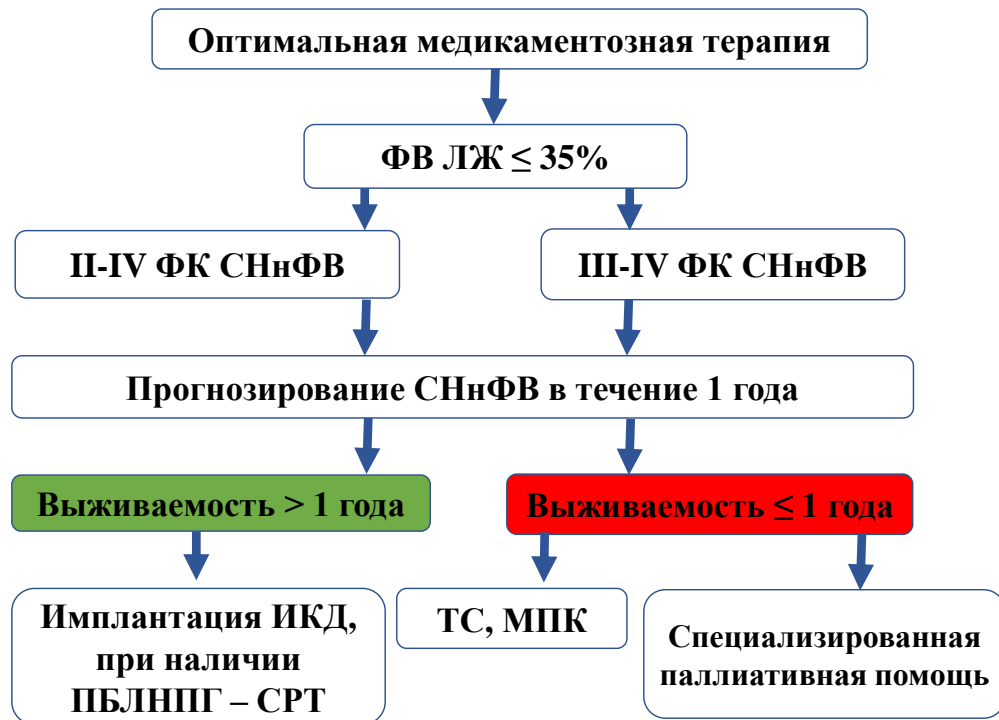 Оптимальная медикаментозная терапия
ФВ ЛЖ ≤ 35%
II-IV ФК СНнФВ
III-IV ФК СНнФВ
Прогнозирование СНнФВ в течение 1 года
Выживаемость > 1 года
Выживаемость ≤ 1 года
Имплантация ИКД,
при наличии
ПБЛНПГ – СРТ
ТС, МПК
Специализированная
паллиативная помощь